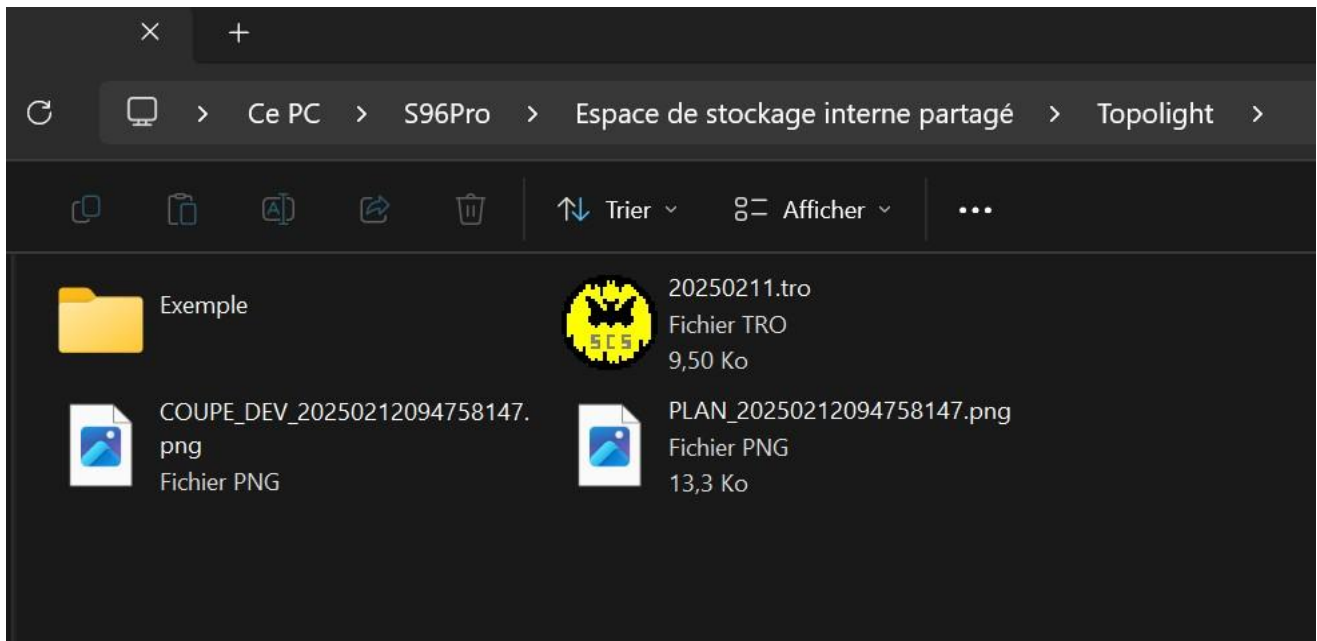 Ce PC > S96Pro > Espace de stockage interne partagé > Topolight >
Trier
Afficher
Exemple
20250211.tro
Fichier TRO
9,50 Ko
SCS
COUPE_DEV_20250212094758147.
png
Fichier PNG
PLAN_20250212094758147.png
Fichier PNG
13,3 Ko